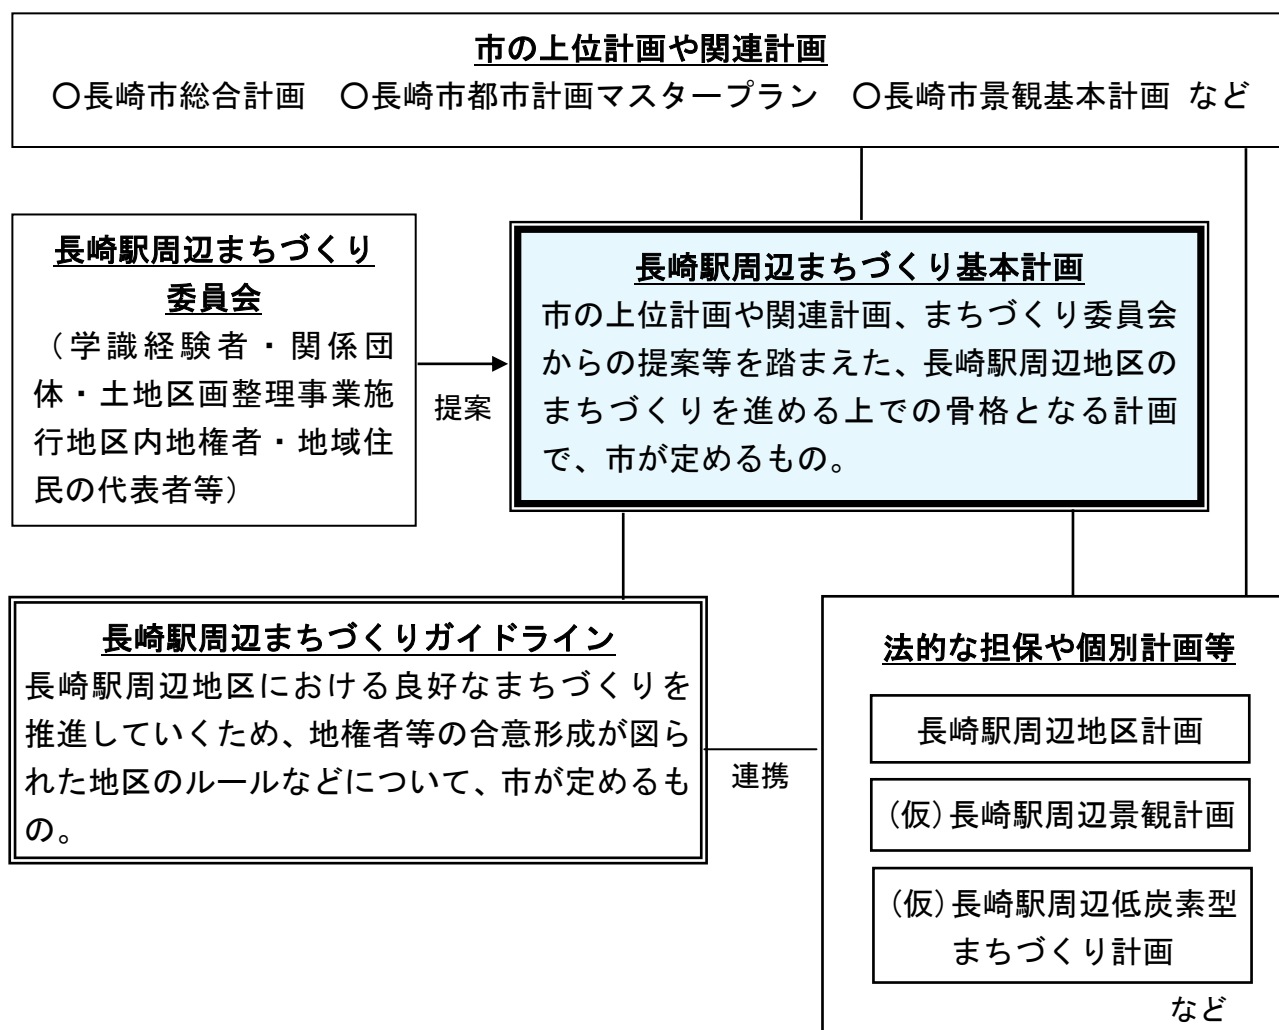 市の上位計画や関連計画
○長崎市総合計画　○長崎市都市計画マスタープラン　○長崎市景観基本計画 など
長崎駅周辺まちづくり
委員会
（学識経験者・関係団
体・土地区画整理事業施
行地区内地権者・地域住
民の代表者等）
提案
長崎駅周辺まちづくり基本計画
市の上位計画や関連計画、まちづくり委員会
からの提案等を踏まえた、長崎駅周辺地区の
まちづくりを進める上での骨格となる計画
で、市が定めるもの。
長崎駅周辺まちづくりガイドライン
長崎駅周辺地区における良好なまちづくりを
推進していくため、地権者等の合意形成が図ら
れた地区のルールなどについて、市が定めるも
の。
連携
法的な担保や個別計画等
長崎駅周辺地区計画
(仮)長崎駅周辺景観計画
(仮)長崎駅周辺低炭素型
まちづくり計画
など